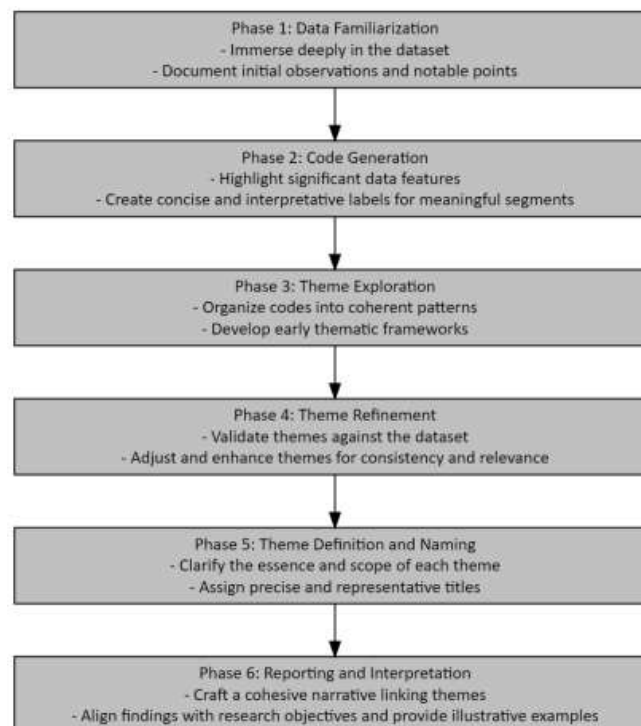 Phase 1: Data Familiarization
- Immerse deeply in the dataset
- Document initial observations and notable points
Phase 2: Code Generation
- Highlight significant data features
- Create concise and interpretative labels for meaningful segments
Phase 3: Theme Exploration
- Organize codes into coherent patterns
- Develop early thematic frameworks
Phase 4: Theme Refinement
- Validate themes against the dataset
- Adjust and enhance themes for consistency and relevance
Phase 5: Theme Definition and Naming
- Clarify the essence and scope of each theme
- Assign precise and representative titles
Phase 6: Reporting and Interpretation
- Craft a cohesive narrative linking themes
- Align findings with research objectives and provide illustrative examples